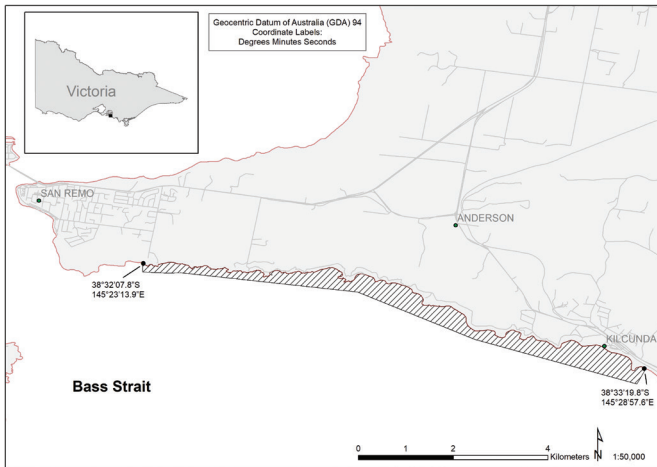 Geocentric Datum of Australia (GDA) 94
Coordinate Labels:
Degrees Minutes Seconds
Victoria
SAN REMO
ANDERSON
38°32'07.8"S
145°23'13.9"E
KILCUNDA
Bass Strait
38°33'19.8"S
145°28'57.6"E
0 1 2 4
Kilometers
N
1:50,000